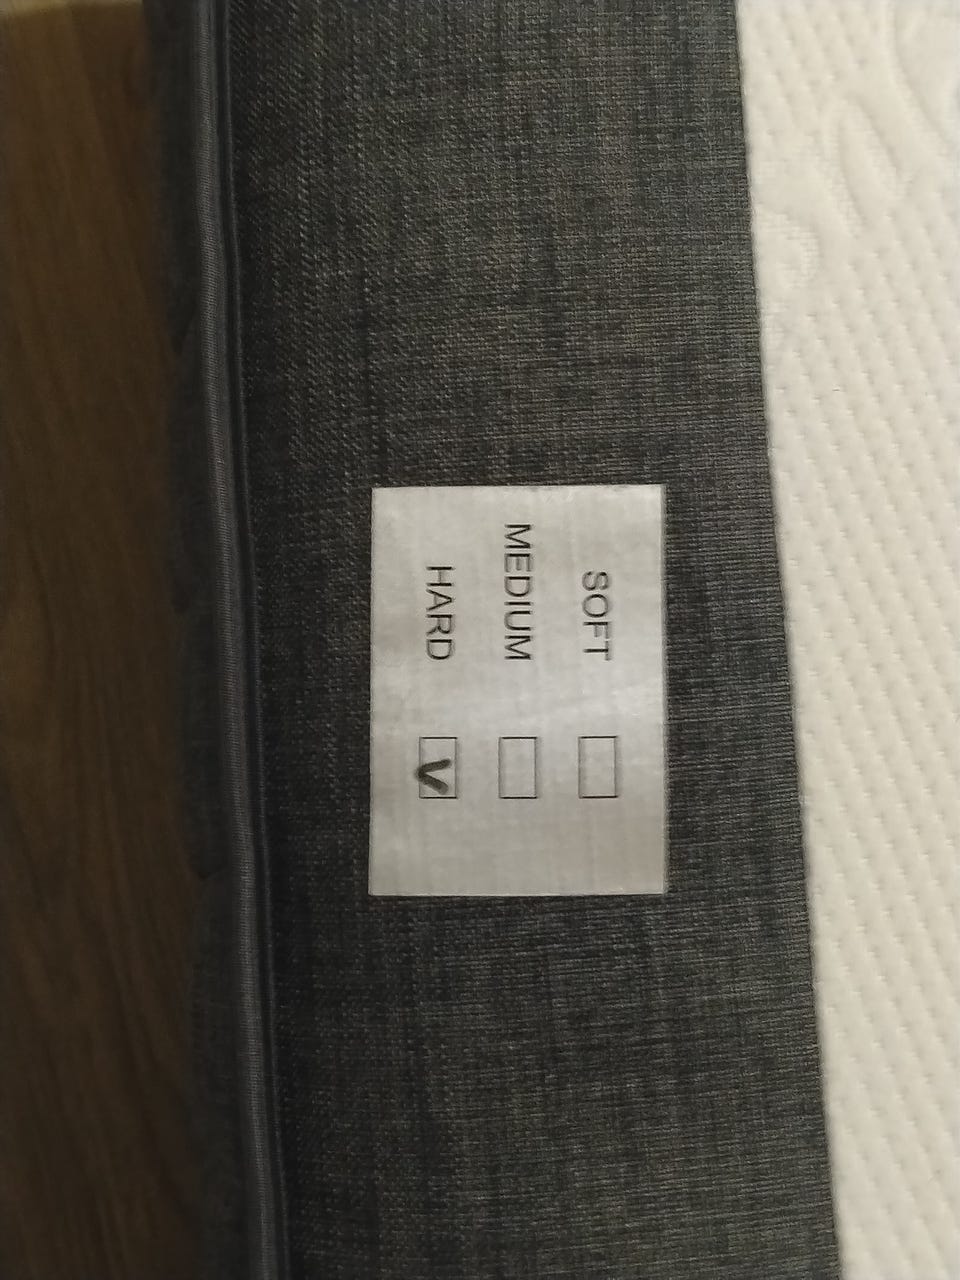 SOFT ☐
MEDIUM ☐
HARD ☑